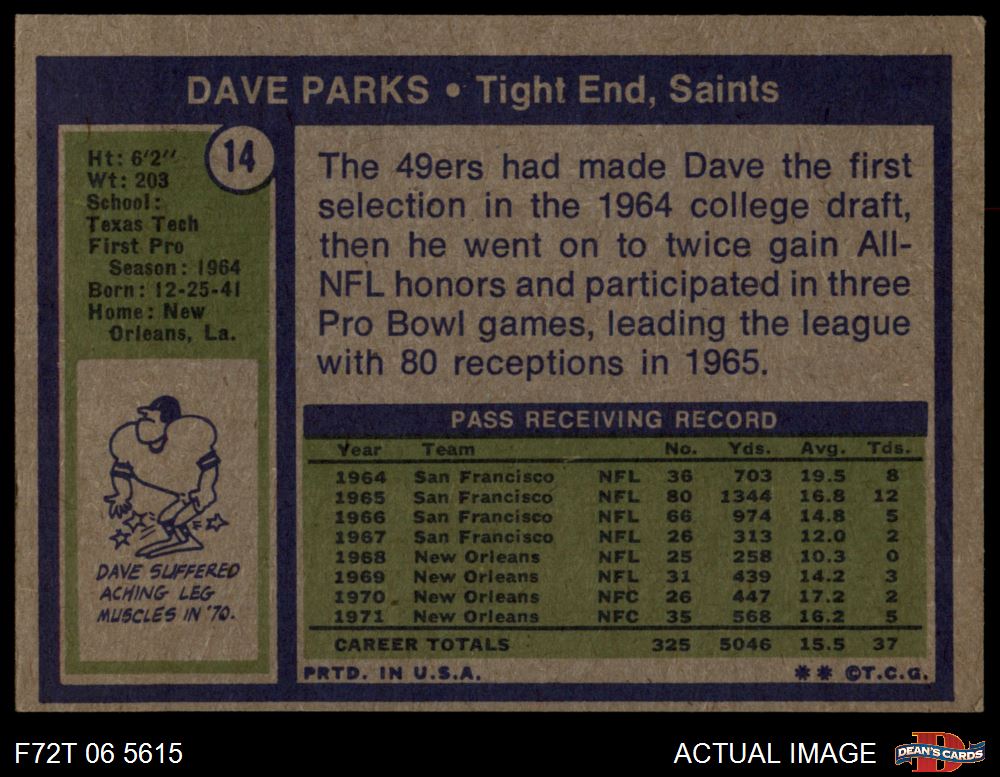 DAVE PARKS • Tight End, Saints
14
Ht: 6'2"
Wt: 203
School:
Texas Tech
First Pro
Season: 1964
Born: 12-25-41
Home: New
Orleans, La.
DAVE SUFFERED
ACHING LEG
MUSCLES IN '70.
The 49ers had made Dave the first
selection in the 1964 college draft,
then he went on to twice gain All-
NFL honors and participated in three
Pro Bowl games, leading the league
with 80 receptions in 1965.
PASS RECEIVING RECORD
Year Team No. Yds. Avg. Tds.
1964 San Francisco NFL 36 703 19.5 8
1965 San Francisco NFL 80 1344 16.8 12
1966 San Francisco NFL 66 974 14.8 5
1967 San Francisco NFL 26 313 12.0 2
1968 New Orleans NFL 25 258 10.3 0
1969 New Orleans NFL 31 439 14.2 3
1970 New Orleans NFC 26 447 17.2 2
1971 New Orleans NFC 35 568 16.2 5
CAREER TOTALS 325 5046 15.5 37
PRTD. IN U.S.A. ** ©T.C.G.
F72T 06 5615 ACTUAL IMAGE DEAN'S CARDS